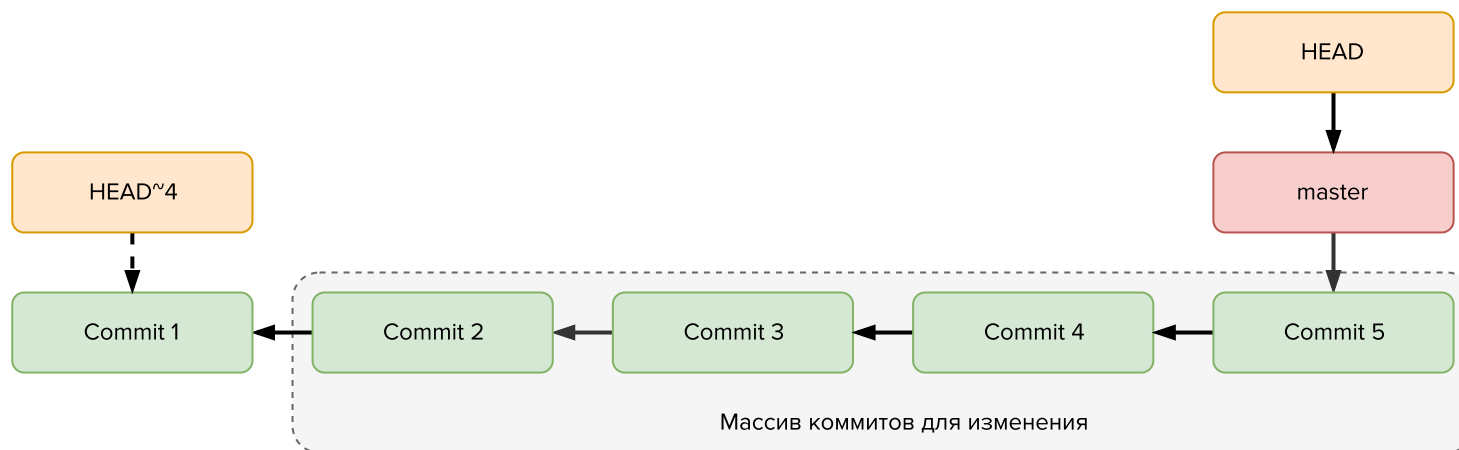 HEAD
HEAD~4
master
Commit 1
Commit 2
Commit 3
Commit 4
Commit 5
Массив коммитов для изменения